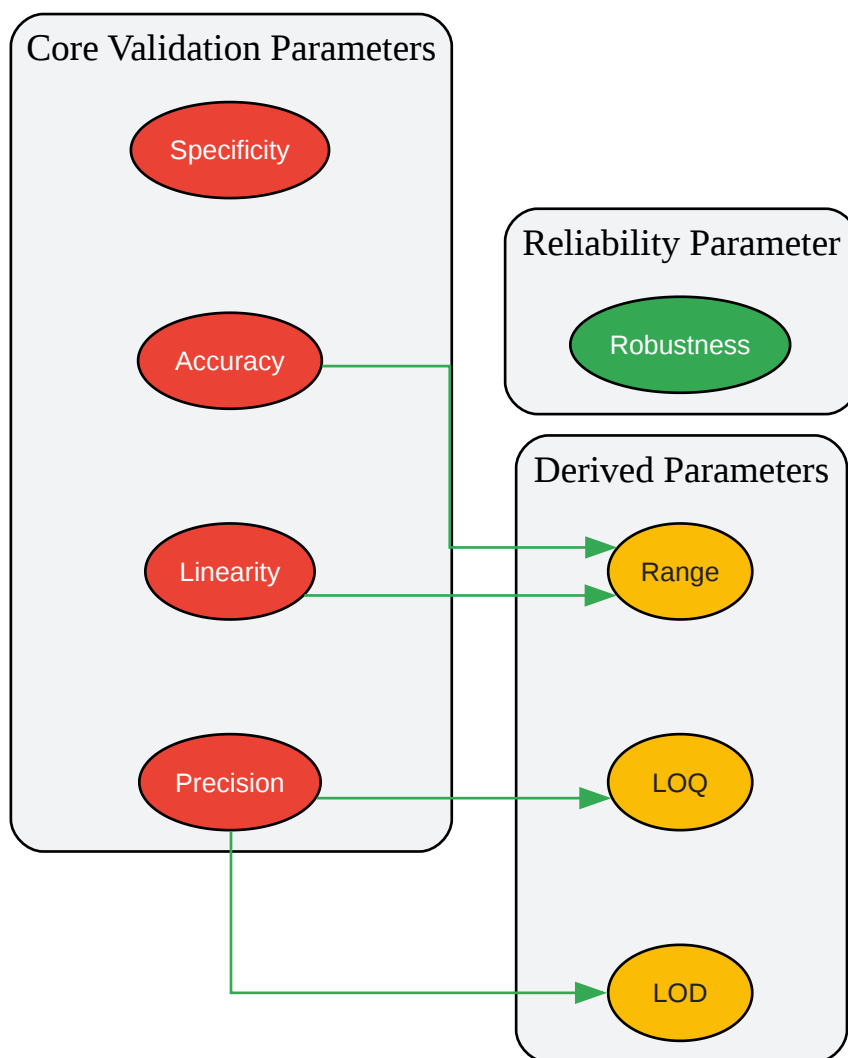 Core Validation Parameters
Specificity
Accuracy
Linearity
Precision
Reliability Parameter
Robustness
Derived Parameters
Range
LOQ
LOD